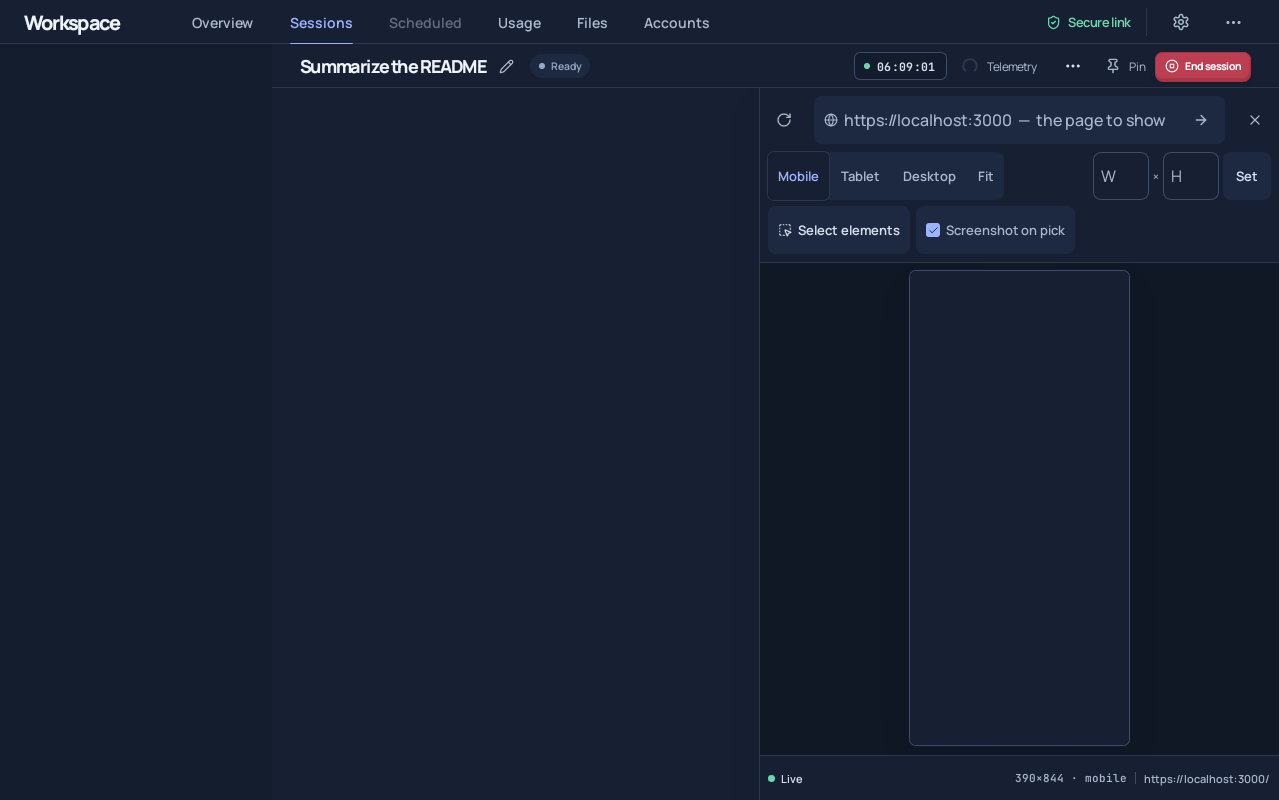 Workspace
Overview Sessions Scheduled Usage Files Accounts
Secure link
Summarize the README
Ready
06:09:01
Telemetry
Pin
End session
https://localhost:3000 — the page to show
Mobile Tablet Desktop Fit
W × H Set
Select elements
Screenshot on pick
Live
390×844 · mobile
https://localhost:3000/